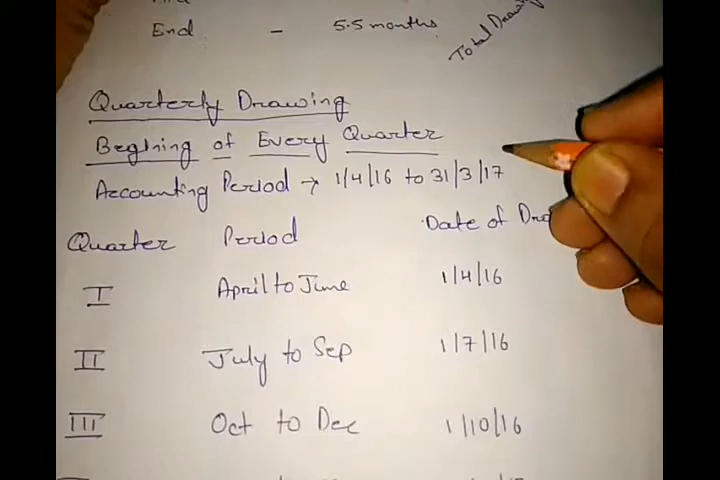 End - 5.5 months
Total Drawing
Quarterly Drawing
Begining of Every Quarter
Accounting Period → 1/4/16 to 31/3/17
Quarter Period Date of
I April to June 1/4/16
II July to Sep 1/7/16
III Oct to Dec 1/10/16